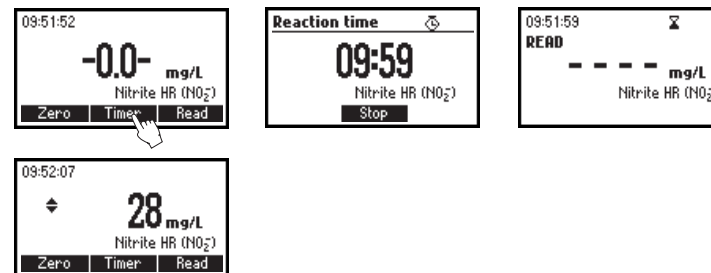 09:51:52
-0.0- mg/L
Nitrite HR (NO₂⁻)
Zero Timer Read
Reaction time
09:59
Nitrite HR (NO₂⁻)
Stop
09:51:59
READ
---- mg/L
Nitrite HR (NO₂
09:52:07
28 mg/L
Nitrite HR (NO₂⁻)
Zero Timer Read